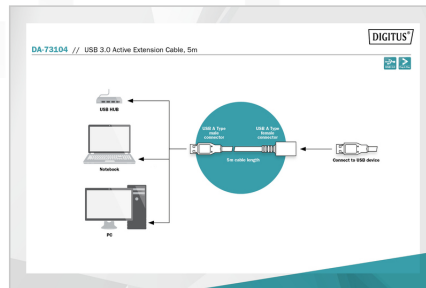 DIGITUS®
DA-73104 // USB 3.0 Active Extension Cable, 5m
USB HUB
USB A Type
male
connector
USB A Type
female
connector
5m cable length
Connect to USB device
Notebook
PC